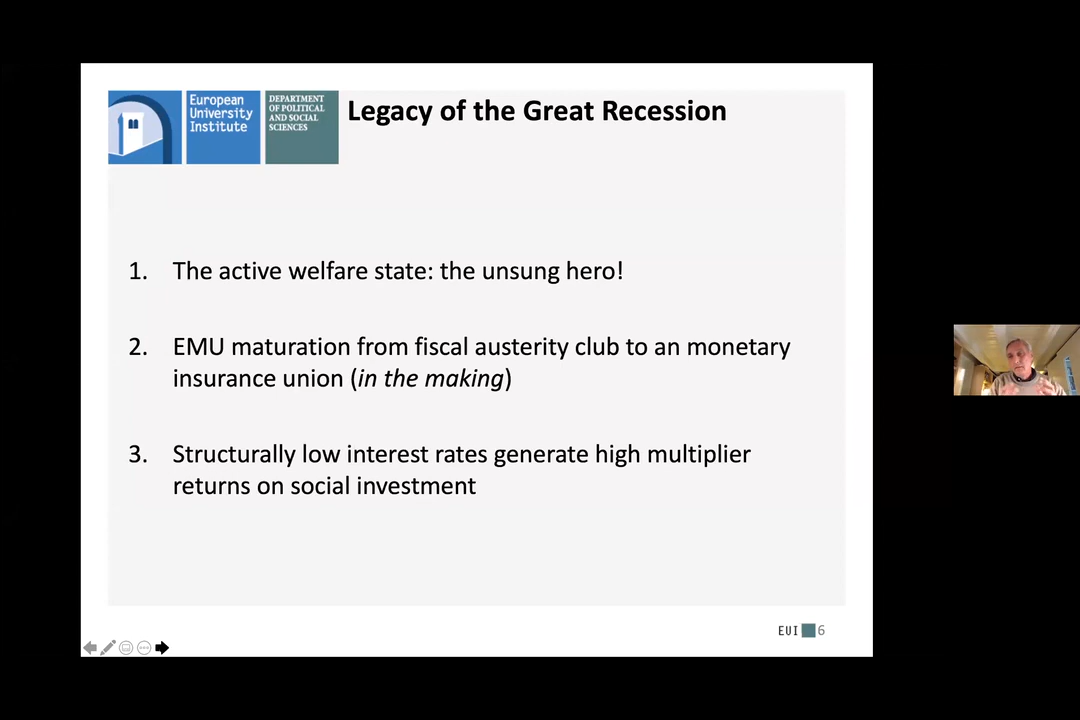 European
University
Institute
DEPARTMENT
OF POLITICAL
AND SOCIAL
SCIENCES
Legacy of the Great Recession
1. The active welfare state: the unsung hero!
2. EMU maturation from fiscal austerity club to an monetary
insurance union (in the making)
3. Structurally low interest rates generate high multiplier
returns on social investment
EUI 6